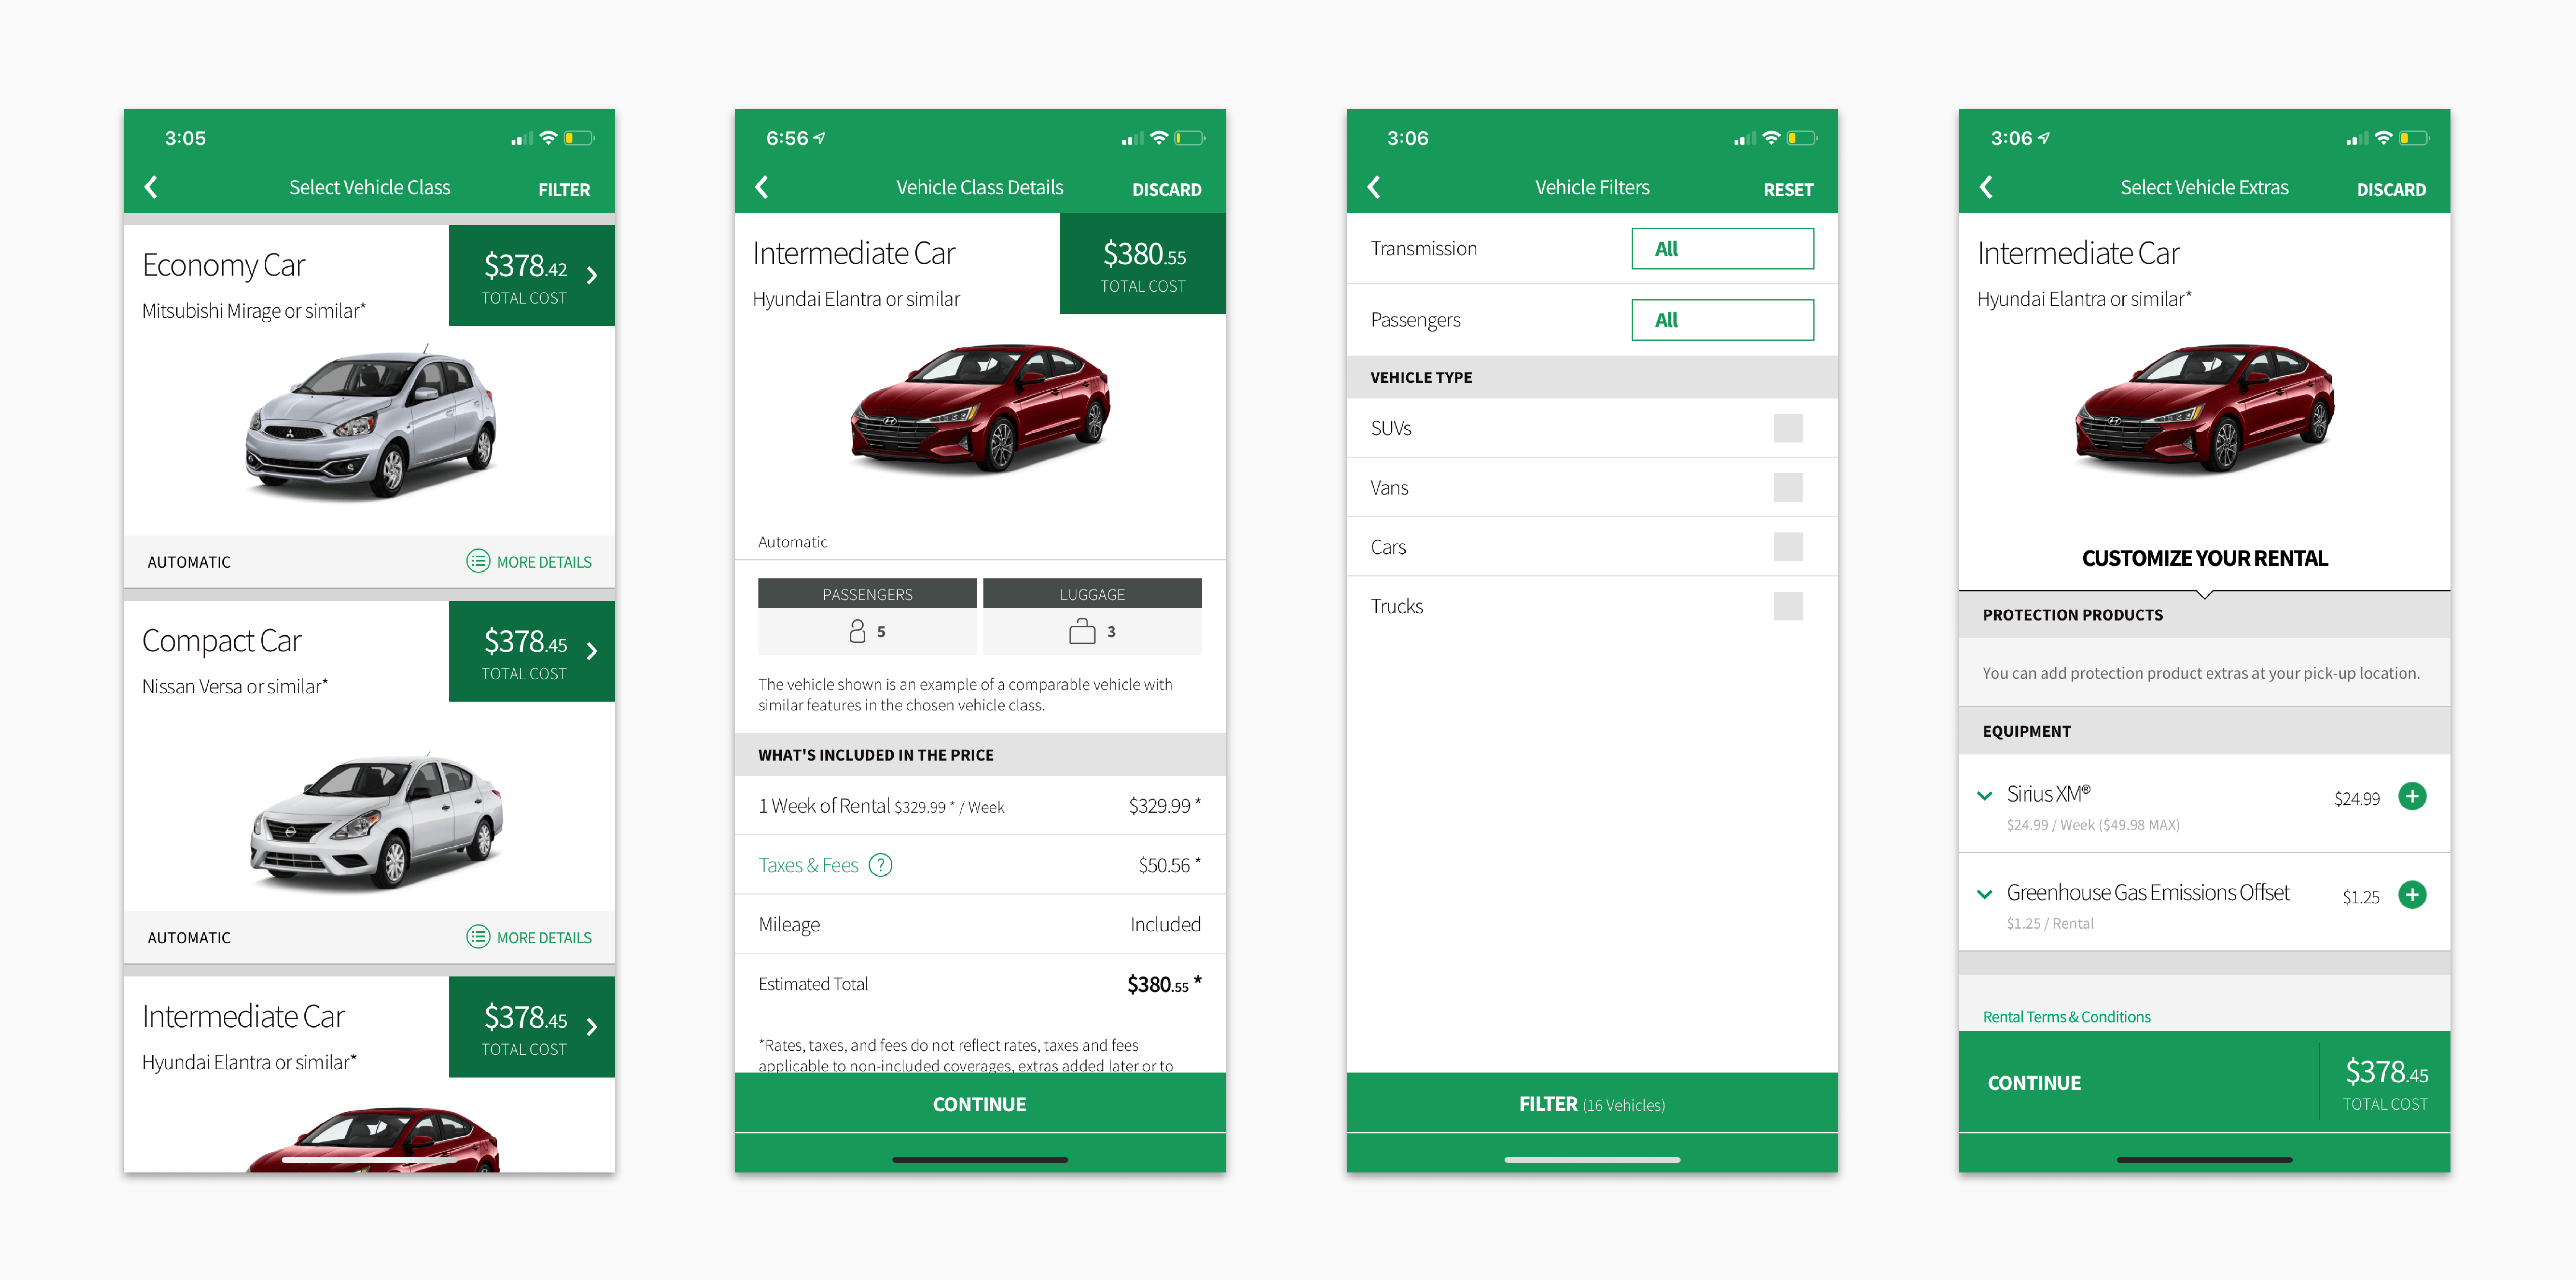 3:05
Select Vehicle Class
FILTER
Economy Car
Mitsubishi Mirage or similar*
$378.42
TOTAL COST
AUTOMATIC
MORE DETAILS
Compact Car
Nissan Versa or similar*
$378.45
TOTAL COST
AUTOMATIC
MORE DETAILS
Intermediate Car
Hyundai Elantra or similar*
$378.45
TOTAL COST
6:56
Vehicle Class Details
DISCARD
Intermediate Car
Hyundai Elantra or similar
$380.55
TOTAL COST
Automatic
PASSENGERS
5
LUGGAGE
3
The vehicle shown is an example of a comparable vehicle with
similar features in the chosen vehicle class.
WHAT'S INCLUDED IN THE PRICE
1 Week of Rental $329.99 * / Week
$329.99 *
Taxes & Fees ?
$50.56 *
Mileage
Included
Estimated Total
$380.55 *
*Rates, taxes, and fees do not reflect rates, taxes and fees
applicable to non-included coverages, extras added later or to
CONTINUE
3:06
Vehicle Filters
RESET
Transmission
All
Passengers
All
VEHICLE TYPE
SUVs
Vans
Cars
Trucks
FILTER (16 Vehicles)
3:06
Select Vehicle Extras
DISCARD
Intermediate Car
Hyundai Elantra or similar*
CUSTOMIZE YOUR RENTAL
PROTECTION PRODUCTS
You can add protection product extras at your pick-up location.
EQUIPMENT
Sirius XM®
$24.99
$24.99 / Week ($49.98 MAX)
Greenhouse Gas Emissions Offset
$1.25
$1.25 / Rental
Rental Terms & Conditions
CONTINUE
$378.45
TOTAL COST